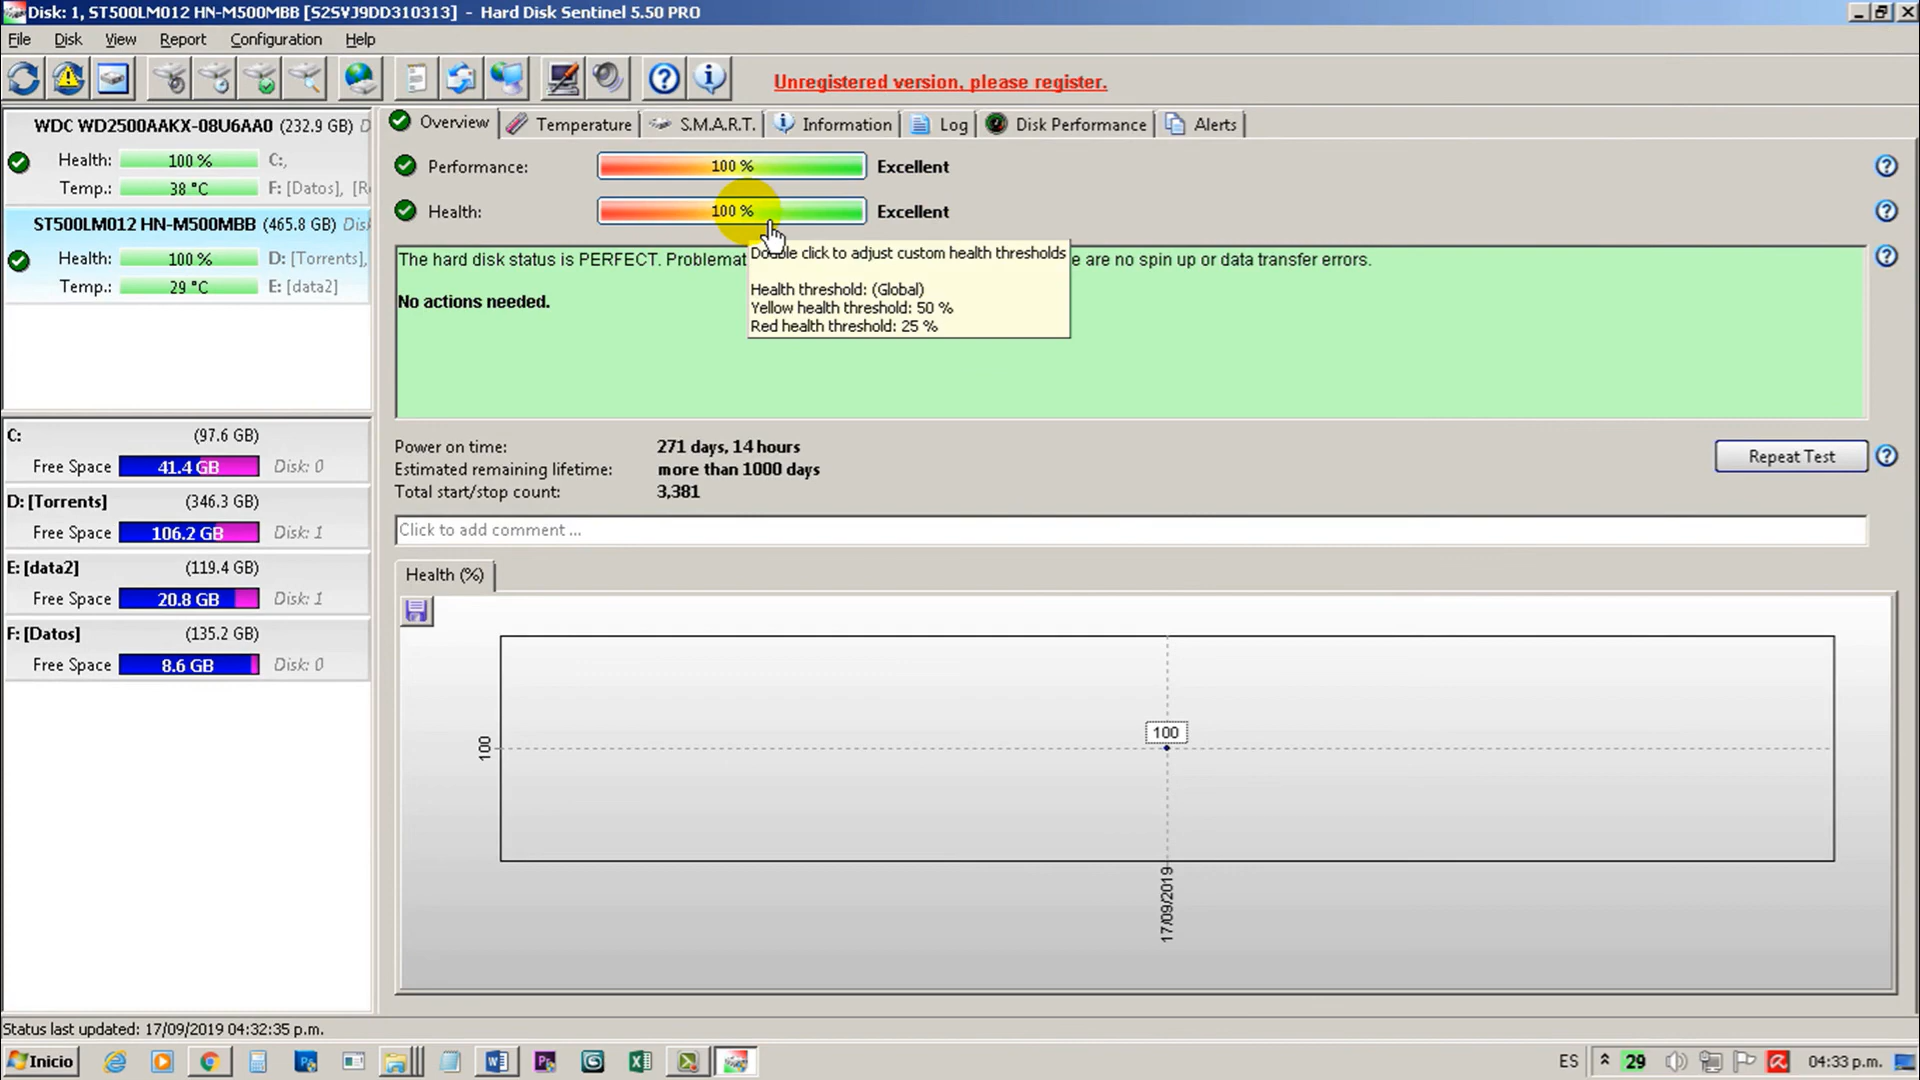 Disk: 1, ST500LM012 HN-M500MBB [S2SVJ9DD310313] - Hard Disk Sentinel 5.50 PRO
File Disk View Report Configuration Help
Unregistered version, please register.
WDC WD2500AAKX-08U6AA0 (232.9 GB) D
Health: 100 % C:,
Temp.: 38 °C F: [Datos], [Re
ST500LM012 HN-M500MBB (465.8 GB) Disk
Health: 100 % D: [Torrents],
Temp.: 29 °C E: [data2]
C: (97.6 GB)
Free Space 41.4 GB Disk: 0
D: [Torrents] (346.3 GB)
Free Space 106.2 GB Disk: 1
E: [data2] (119.4 GB)
Free Space 20.8 GB Disk: 1
F: [Datos] (135.2 GB)
Free Space 8.6 GB Disk: 0
Overview Temperature S.M.A.R.T. Information Log Disk Performance Alerts
Performance: 100 % Excellent
Health: 100 % Excellent
The hard disk status is PERFECT. Problemat e are no spin up or data transfer errors.
No actions needed.
Double click to adjust custom health thresholds
Health threshold: (Global)
Yellow health threshold: 50 %
Red health threshold: 25 %
Power on time: 271 days, 14 hours
Estimated remaining lifetime: more than 1000 days
Total start/stop count: 3,381
Repeat Test
Click to add comment ...
Health (%)
100
100
17/09/2019
Status last updated: 17/09/2019 04:32:35 p.m.
Inicio ES 29 04:33 p.m.